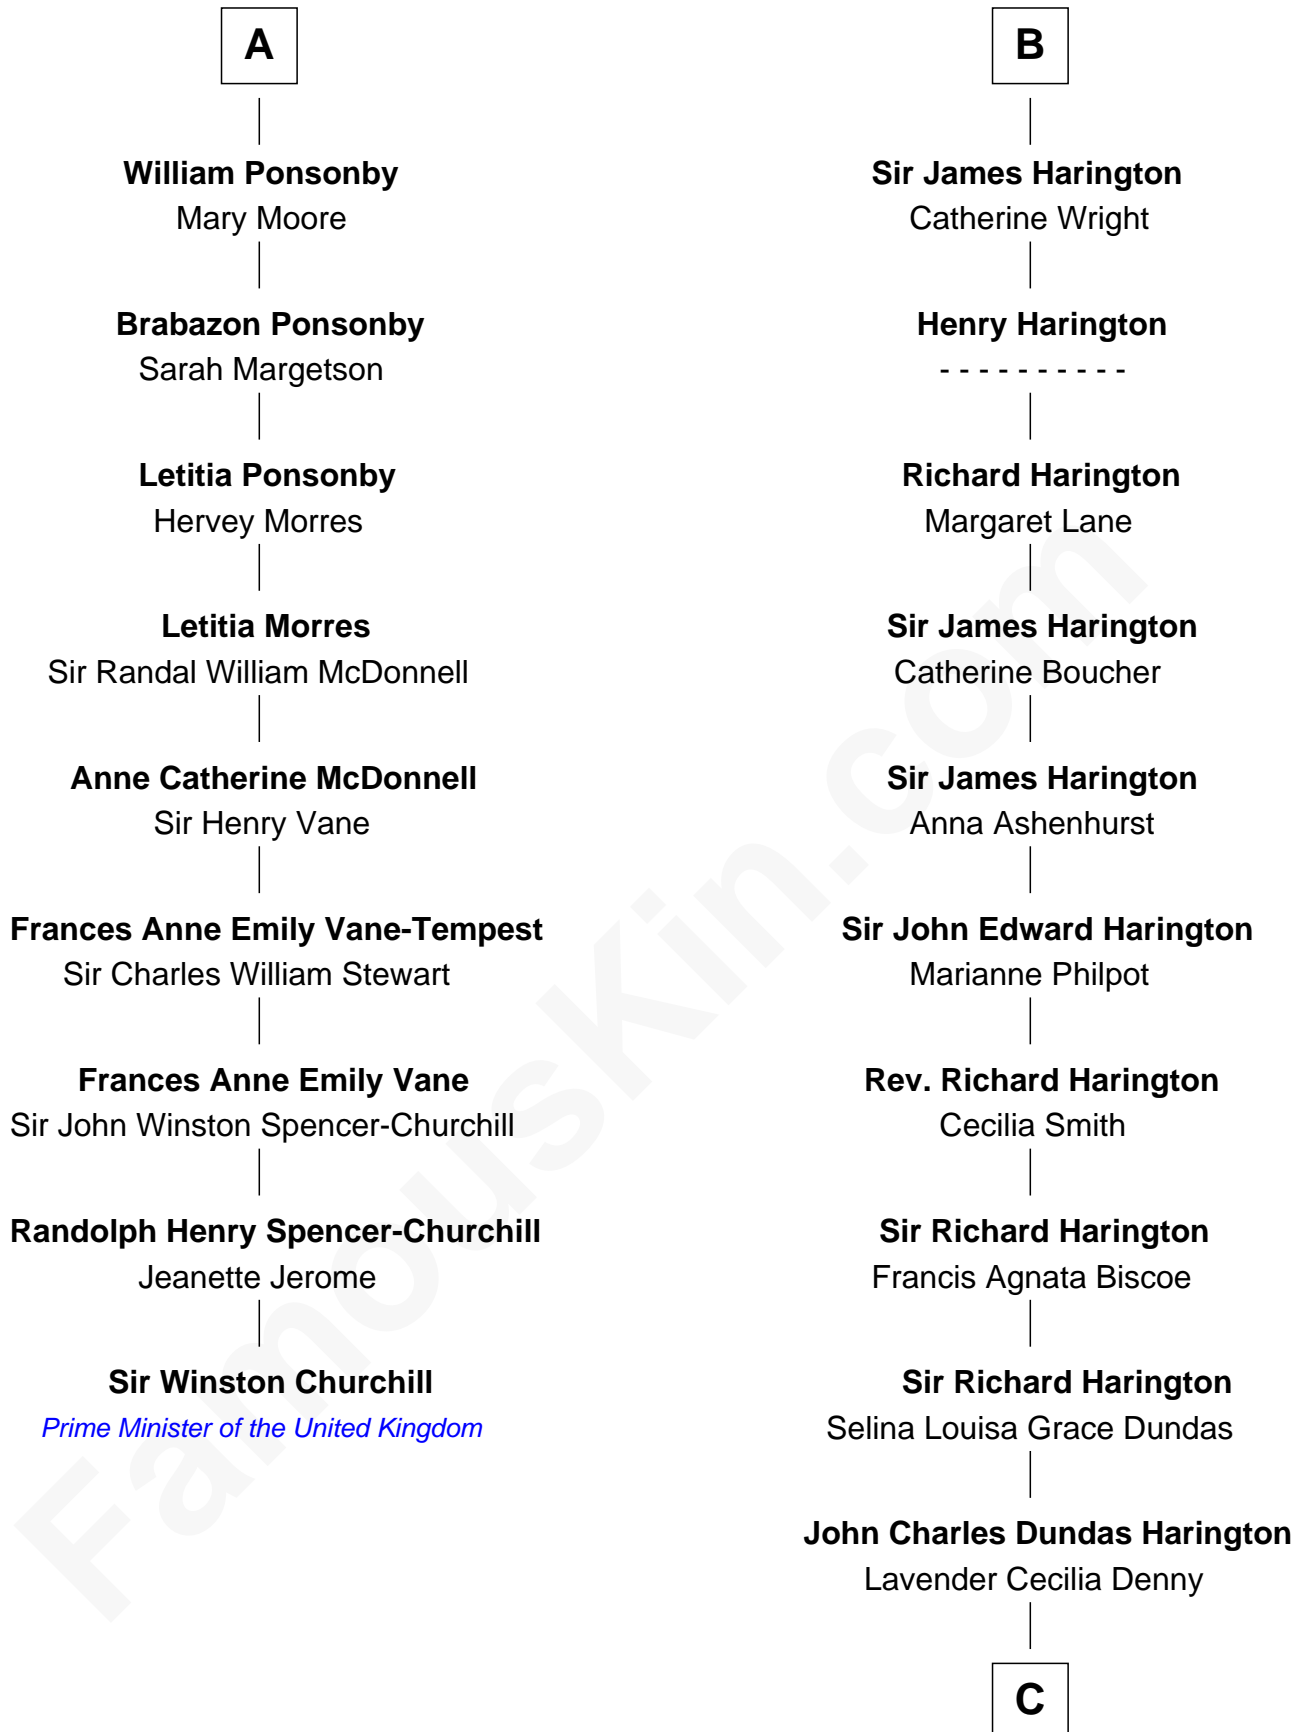 A
William Ponsonby
Mary Moore
Brabazon Ponsonby
Sarah Margetson
Letitia Ponsonby
Hervey Morres
Letitia Morres
Sir Randal William McDonnell
Anne Catherine McDonnell
Sir Henry Vane
Frances Anne Emily Vane-Tempest
Sir Charles William Stewart
Frances Anne Emily Vane
Sir John Winston Spencer-Churchill
Randolph Henry Spencer-Churchill
Jeanette Jerome
Sir Winston Churchill
Prime Minister of the United Kingdom
B
Sir James Harington
Catherine Wright
Henry Harington
- - - - - - - - - -
Richard Harington
Margaret Lane
Sir James Harington
Catherine Boucher
Sir James Harington
Anna Ashenhurst
Sir John Edward Harington
Marianne Philpot
Rev. Richard Harington
Cecilia Smith
Sir Richard Harington
Francis Agnata Biscoe
Sir Richard Harington
Selina Louisa Grace Dundas
John Charles Dundas Harington
Lavender Cecilia Denny
C
FamousKin.com